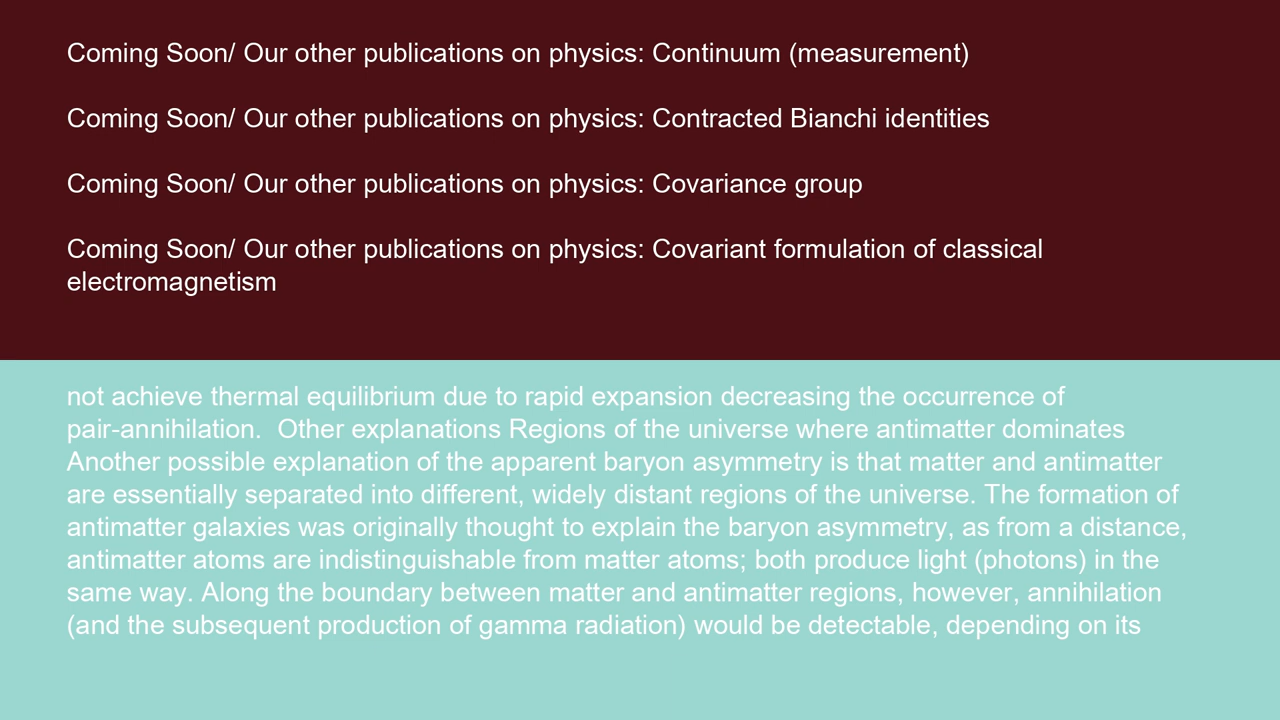 Coming Soon/ Our other publications on physics: Continuum (measurement)
Coming Soon/ Our other publications on physics: Contracted Bianchi identities
Coming Soon/ Our other publications on physics: Covariance group
Coming Soon/ Our other publications on physics: Covariant formulation of classical
electromagnetism
not achieve thermal equilibrium due to rapid expansion decreasing the occurrence of
pair-annihilation.  Other explanations Regions of the universe where antimatter dominates
Another possible explanation of the apparent baryon asymmetry is that matter and antimatter
are essentially separated into different, widely distant regions of the universe. The formation of
antimatter galaxies was originally thought to explain the baryon asymmetry, as from a distance,
antimatter atoms are indistinguishable from matter atoms; both produce light (photons) in the
same way. Along the boundary between matter and antimatter regions, however, annihilation
(and the subsequent production of gamma radiation) would be detectable, depending on its